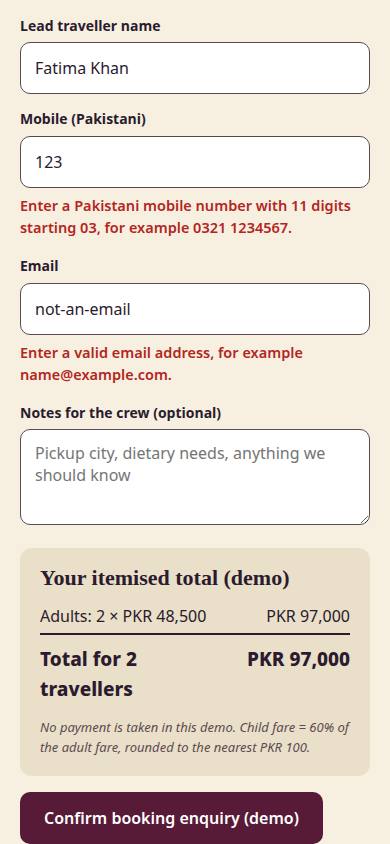 Lead traveller name
Fatima Khan
Mobile (Pakistani)
123
Enter a Pakistani mobile number with 11 digits
starting 03, for example 0321 1234567.
Email
not-an-email
Enter a valid email address, for example
name@example.com.
Notes for the crew (optional)
Pickup city, dietary needs, anything we
should know
Your itemised total (demo)
Adults: 2 × PKR 48,500 PKR 97,000
Total for 2 PKR 97,000
travellers
No payment is taken in this demo. Child fare = 60% of
the adult fare, rounded to the nearest PKR 100.
Confirm booking enquiry (demo)